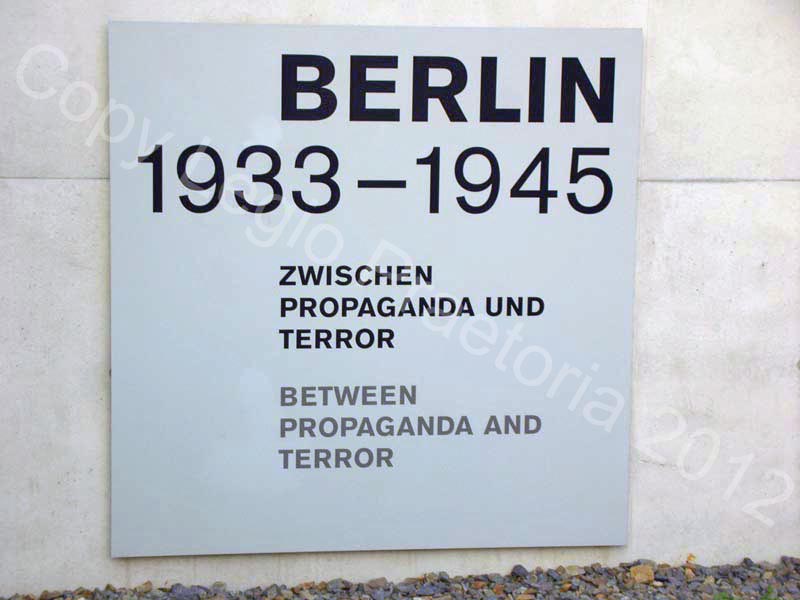 BERLIN
1933–1945
ZWISCHEN
PROPAGANDA UND
TERROR
BETWEEN
PROPAGANDA AND
TERROR
Copy Legio Praetoria 2012